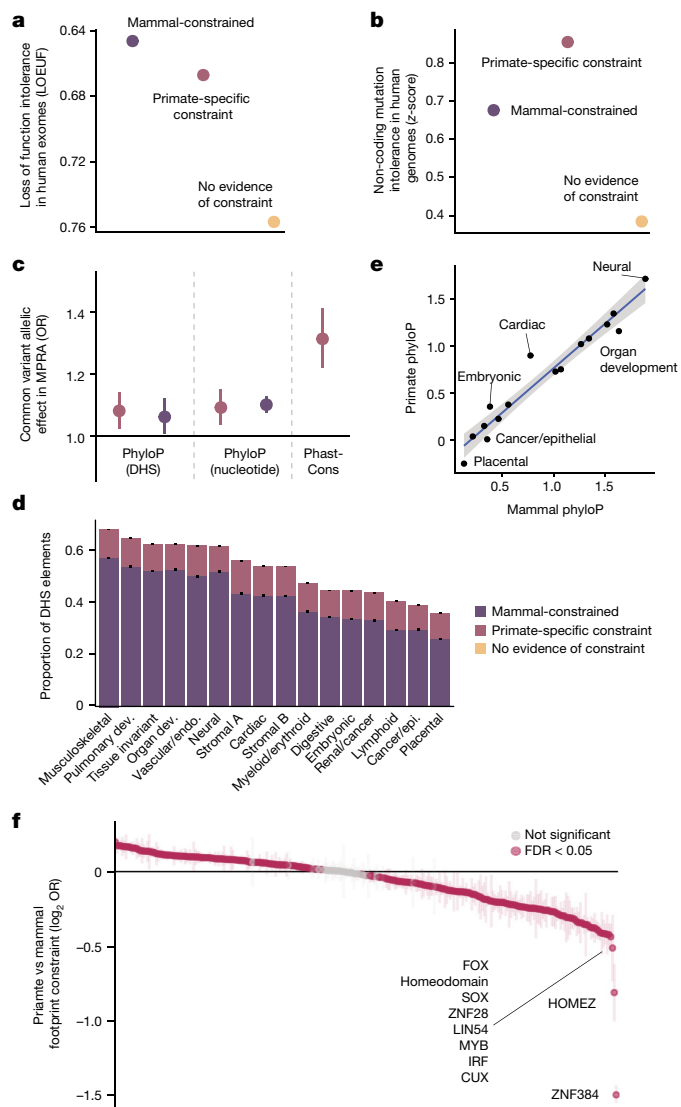 a
Mammal-constrained
Primate-specific
constraint
No evidence
of constraint
Loss of function intolerance
in human exomes (LOEUF)
0.64
0.68
0.72
0.76
b
Primate-specific constraint
Mammal-constrained
No evidence
of constraint
Non-coding mutation
intolerance in human
genomes (z-score)
0.8
0.7
0.6
0.5
0.4
c
Common variant allelic
effect in MPRA (OR)
1.4
1.2
1.0
PhyloP
(DHS)
PhyloP
(nucleotide)
Phast-
Cons
e
Neural
Cardiac
Organ
development
Embryonic
Cancer/epithelial
Placental
Primate phyloP
1.5
1.0
0.5
0
0.5
1.0
1.5
Mammal phyloP
d
Proportion of DHS elements
0.6
0.4
0.2
0
Musculoskeletal
Pulmonary dev.
Tissue invariant
Organ dev.
Vascular/endo.
Neural
Stromal A
Cardiac
Stromal B
Myeloid/erythroid
Digestive
Embryonic
Renal/cancer
Lymphoid
Cancer/epi.
Placental
Mammal-constrained
Primate-specific constraint
No evidence of constraint
f
Not significant
FDR < 0.05
Priamte vs mammal
footprint constraint (log₂ OR)
0
−0.5
−1.0
−1.5
FOX
Homeodomain
SOX
ZNF28
LIN54
MYB
IRF
CUX
HOMEZ
ZNF384